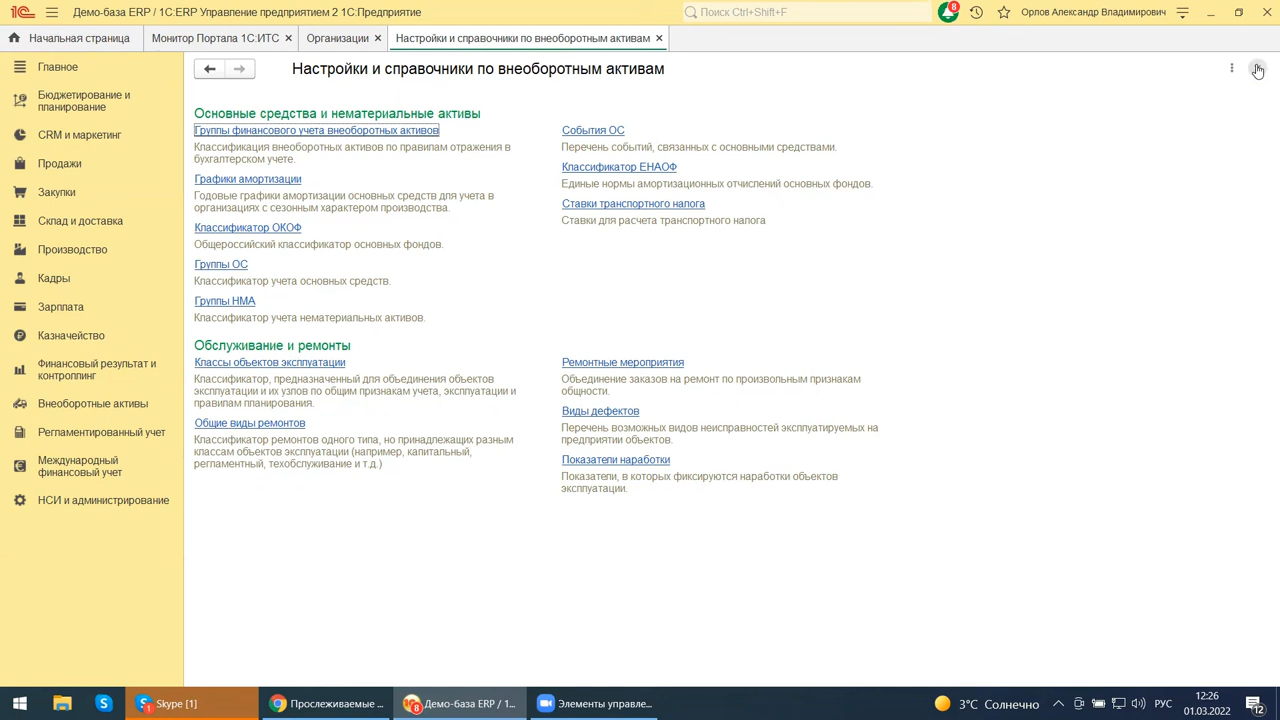 Демо-база ERP / 1С:ERP Управление предприятием 2 1С:Предприятие
Поиск Ctrl+Shift+F
8
Орлов Александр Владимирович
Начальная страница
Монитор Портала 1С:ИТС
Организации
Настройки и справочники по внеоборотным активам
Главное
Бюджетирование и
планирование
CRM и маркетинг
Продажи
Закупки
Склад и доставка
Производство
Кадры
Зарплата
Казначейство
Финансовый результат и
контроллинг
Внеоборотные активы
Регламентированный учет
Международный
финансовый учет
НСИ и администрирование
Настройки и справочники по внеоборотным активам
Основные средства и нематериальные активы
Группы финансового учета внеоборотных активов
Классификация внеоборотных активов по правилам отражения в
бухгалтерском учете.
Графики амортизации
Годовые графики амортизации основных средств для учета в
организациях с сезонным характером производства.
Классификатор ОКОФ
Общероссийский классификатор основных фондов.
Группы ОС
Классификатор учета основных средств.
Группы НМА
Классификатор учета нематериальных активов.
События ОС
Перечень событий, связанных с основными средствами.
Классификатор ЕНАОФ
Единые нормы амортизационных отчислений основных фондов.
Ставки транспортного налога
Ставки для расчета транспортного налога
Обслуживание и ремонты
Классы объектов эксплуатации
Классификатор, предназначенный для объединения объектов
эксплуатации и их узлов по общим признакам учета, эксплуатации и
правилам планирования.
Общие виды ремонтов
Классификатор ремонтов одного типа, но принадлежащих разным
классам объектов эксплуатации (например, капитальный,
регламентный, техобслуживание и т.д.)
Ремонтные мероприятия
Объединение заказов на ремонт по произвольным признакам
общности.
Виды дефектов
Перечень возможных видов неисправностей эксплуатируемых на
предприятии объектов.
Показатели наработки
Показатели, в которых фиксируются наработки объектов
эксплуатации.
Skype [1]
1
Прослеживаемые ...
8
Демо-база ERP / 1...
Элементы управле...
3°C Солнечно
РУС
12:26
01.03.2022
12